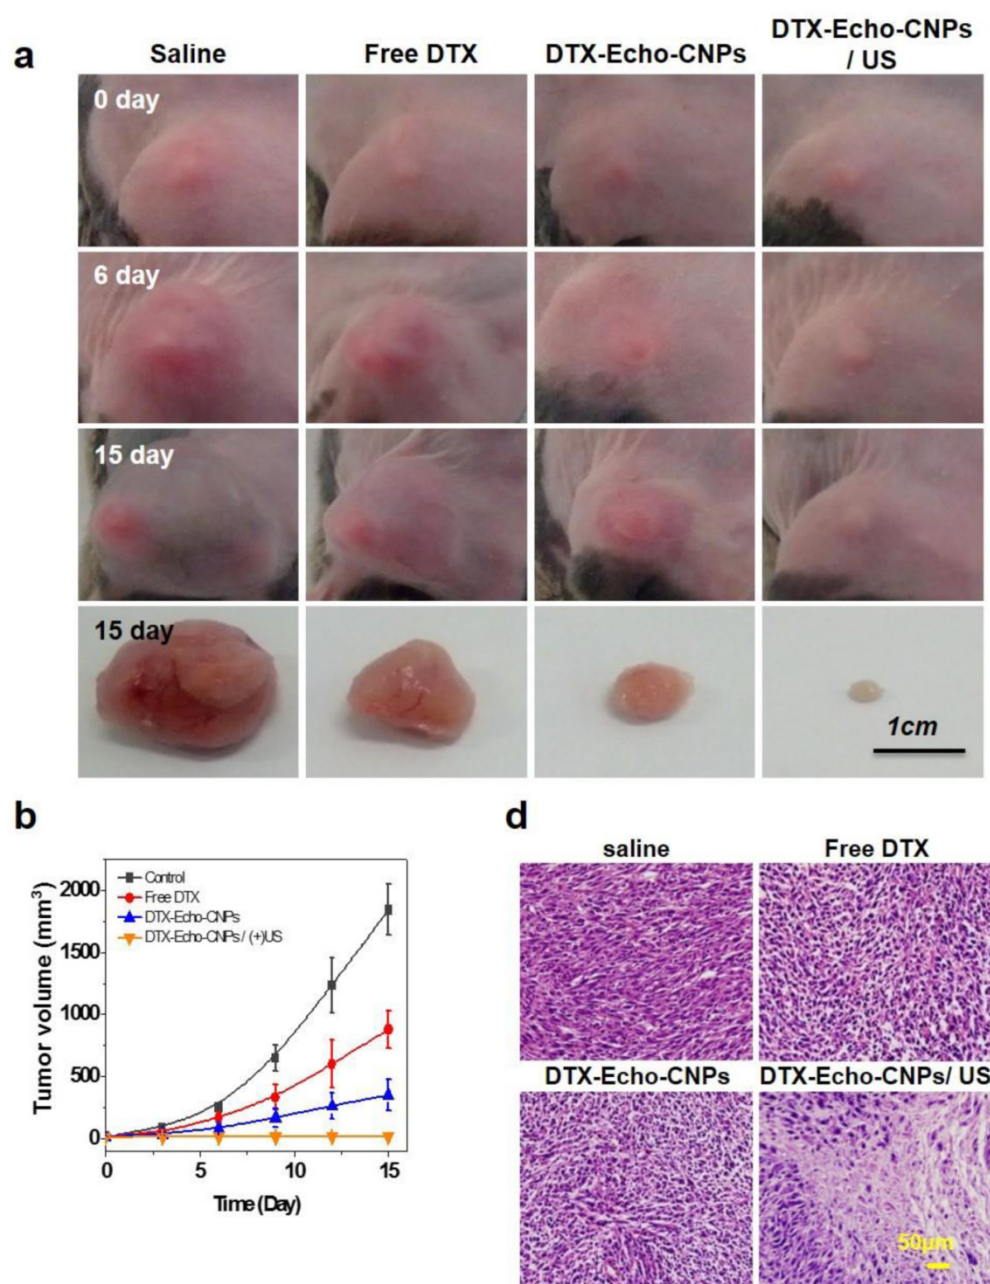 a
Saline
Free DTX
DTX-Echo-CNPs
DTX-Echo-CNPs
/ US
0 day
6 day
15 day
15 day
1cm
b
Tumor volume (mm³)
2000
1500
1000
500
0
Control
Free DTX
DTX-Echo-CNPs
DTX-Echo-CNPs / (+)US
0
5
10
15
Time (Day)
d
saline
Free DTX
DTX-Echo-CNPs
DTX-Echo-CNPs/ US
50μm